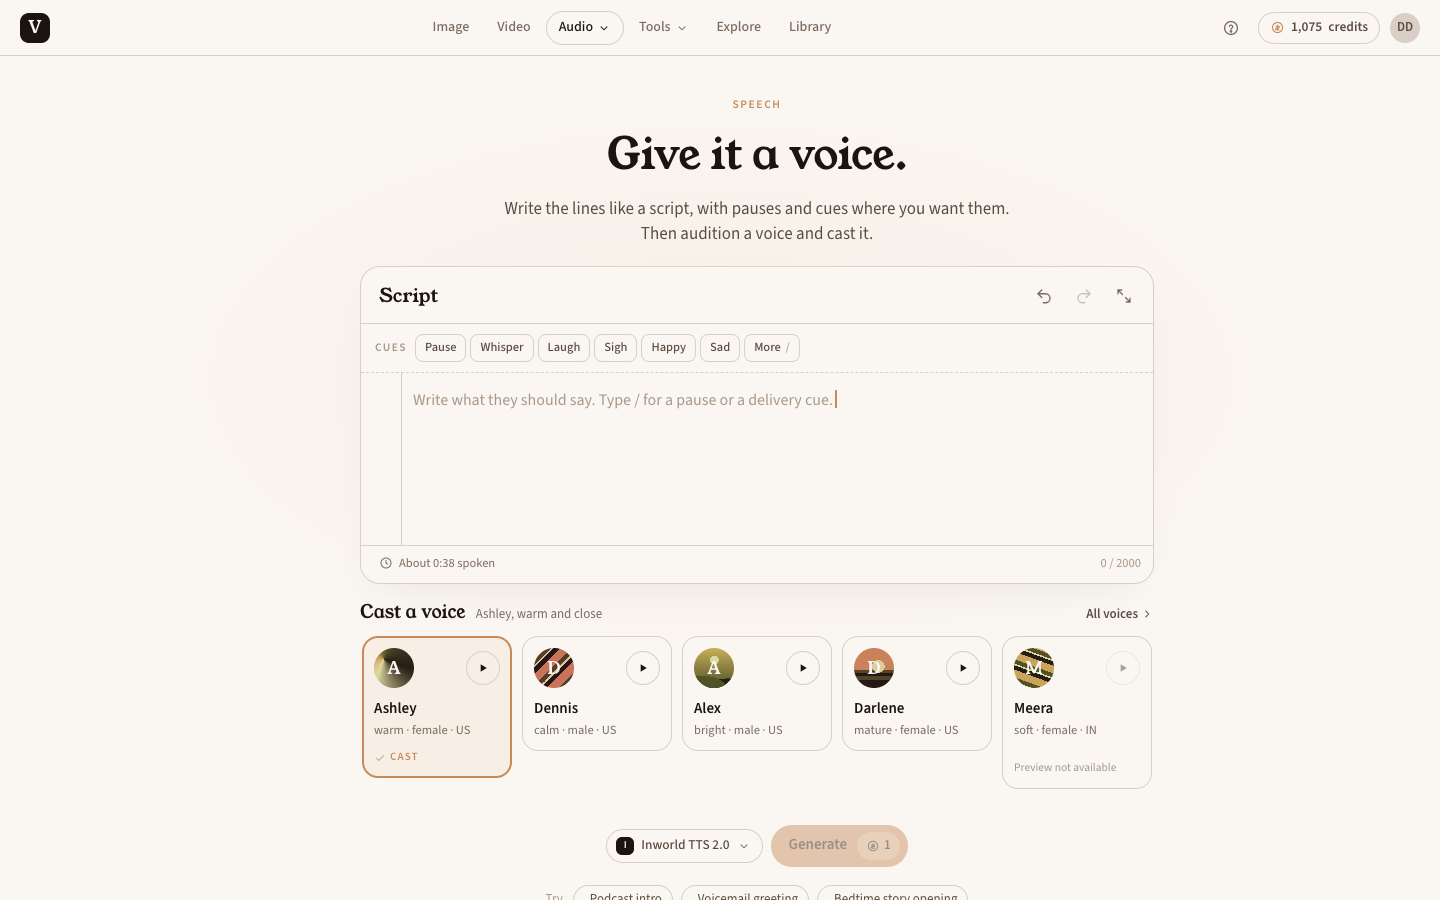 V
Image Video Audio Tools Explore Library
1,075 credits DD
SPEECH
Give it a voice.
Write the lines like a script, with pauses and cues where you want them.
Then audition a voice and cast it.
Script
CUES Pause Whisper Laugh Sigh Happy Sad More /
Write what they should say. Type / for a pause or a delivery cue.
About 0:38 spoken 0 / 2000
Cast a voice Ashley, warm and close All voices
A D A D M
Ashley Dennis Alex Darlene Meera
warm · female · US calm · male · US bright · male · US mature · female · US soft · female · IN
CAST
Preview not available
I Inworld TTS 2.0 Generate 1
Try Podcast intro Voicemail greeting Bedtime story opening